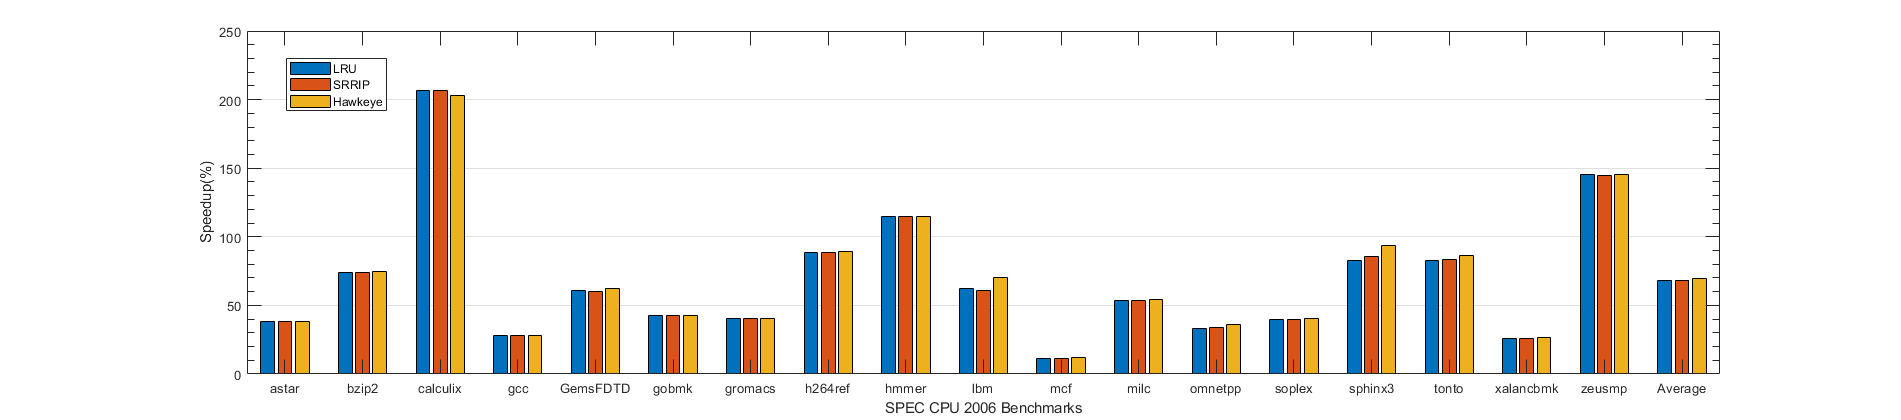 250
200
150
100
50
0
Speedup(%)
LRU
SRRIP
Hawkeye
astar bzip2 calculix gcc GemsFDTD gobmk gromacs h264ref hmmer lbm mcf milc omnetpp soplex sphinx3 tonto xalancbmk zeusmp Average
SPEC CPU 2006 Benchmarks